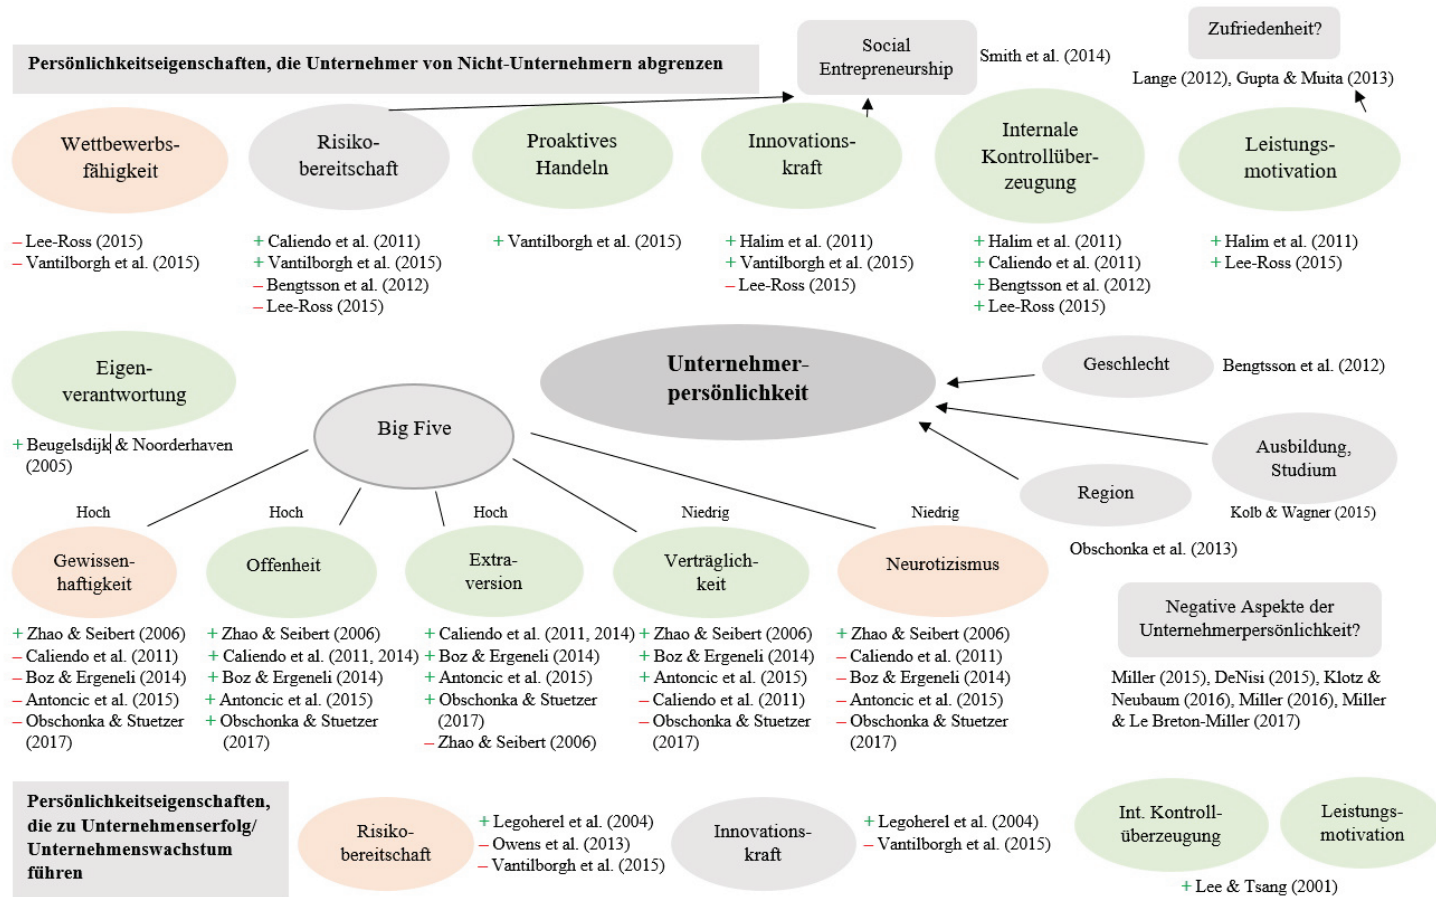 Persönlichkeitseigenschaften, die Unternehmer von Nicht-Unternehmern abgrenzen
Social
Entrepreneurship
Smith et al. (2014)
Zufriedenheit?
Lange (2012), Gupta & Muita (2013)
Wettbewerbs-
fähigkeit
– Lee-Ross (2015)
– Vantilborgh et al. (2015)
Risiko-
bereitschaft
+ Caliendo et al. (2011)
+ Vantilborgh et al. (2015)
– Bengtsson et al. (2012)
– Lee-Ross (2015)
Proaktives
Handeln
+ Vantilborgh et al. (2015)
Innovations-
kraft
+ Halim et al. (2011)
+ Vantilborgh et al. (2015)
– Lee-Ross (2015)
Internale
Kontrollüber-
zeugung
+ Halim et al. (2011)
+ Caliendo et al. (2011)
+ Bengtsson et al. (2012)
+ Lee-Ross (2015)
Leistungs-
motivation
+ Halim et al. (2011)
+ Lee-Ross (2015)
Eigen-
verantwortung
+ Beugelsdijk & Noorderhaven
(2005)
Big Five
Unternehmer-
persönlichkeit
Geschlecht
Bengtsson et al. (2012)
Ausbildung,
Studium
Kolb & Wagner (2015)
Region
Obschonka et al. (2013)
Hoch
Gewissen-
haftigkeit
+ Zhao & Seibert (2006)
– Caliendo et al. (2011)
– Boz & Ergeneli (2014)
– Antoncic et al. (2015)
– Obschonka & Stuetzer
(2017)
Hoch
Offenheit
+ Zhao & Seibert (2006)
+ Caliendo et al. (2011, 2014)
+ Boz & Ergeneli (2014)
+ Antoncic et al. (2015)
+ Obschonka & Stuetzer
(2017)
Hoch
Extra-
version
+ Caliendo et al. (2011, 2014)
+ Boz & Ergeneli (2014)
+ Antoncic et al. (2015)
+ Obschonka & Stuetzer
(2017)
– Zhao & Seibert (2006)
Niedrig
Verträglich-
keit
+ Zhao & Seibert (2006)
+ Boz & Ergeneli (2014)
+ Antoncic et al. (2015)
– Caliendo et al. (2011)
– Obschonka & Stuetzer
(2017)
Niedrig
Neurotizismus
+ Zhao & Seibert (2006)
– Caliendo et al. (2011)
– Boz & Ergeneli (2014)
– Antoncic et al. (2015)
– Obschonka & Stuetzer
(2017)
Negative Aspekte der
Unternehmerpersönlichkeit?
Miller (2015), DeNisi (2015), Klotz &
Neubaum (2016), Miller (2016), Miller
& Le Breton-Miller (2017)
Persönlichkeitseigenschaften,
die zu Unternehmenserfolg/
Unternehmenswachstum
führen
Risiko-
bereitschaft
+ Legoherel et al. (2004)
– Owens et al. (2013)
– Vantilborgh et al. (2015)
Innovations-
kraft
+ Legoherel et al. (2004)
– Vantilborgh et al. (2015)
Int. Kontroll-
überzeugung
Leistungs-
motivation
+ Lee & Tsang (2001)